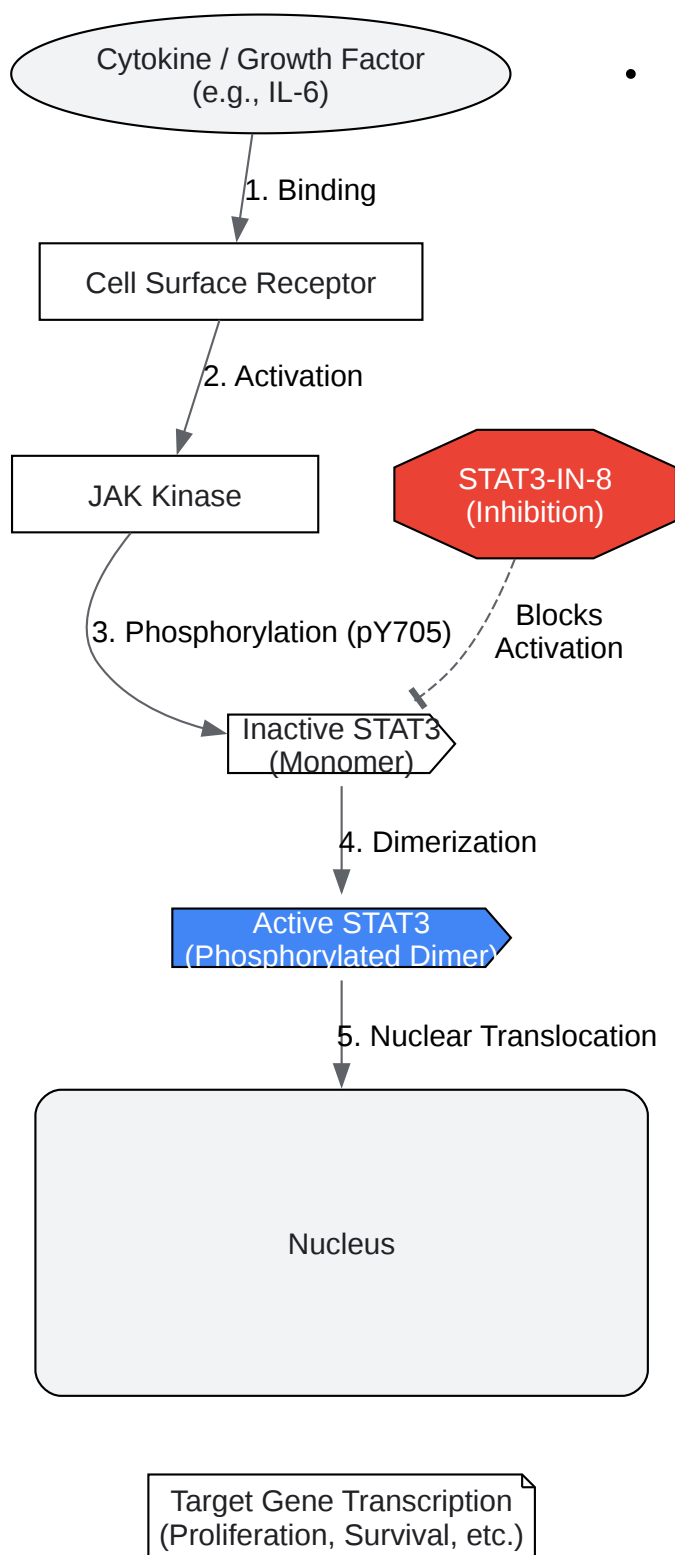 Cytokine / Growth Factor
(e.g., IL-6)
1. Binding
Cell Surface Receptor
2. Activation
JAK Kinase
STAT3-IN-8
(Inhibition)
3. Phosphorylation (pY705)
Blocks
Activation
Inactive STAT3
(Monomer)
4. Dimerization
Active STAT3
(Phosphorylated Dimer)
5. Nuclear Translocation
Nucleus
Target Gene Transcription
(Proliferation, Survival, etc.)